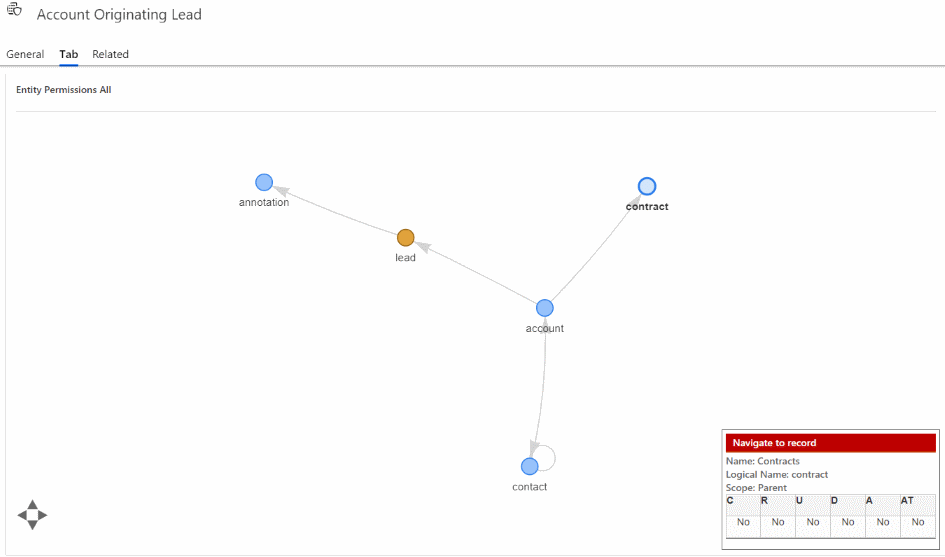 Account Originating Lead
General Tab Related
Entity Permissions All
annotation
contract
lead
account
contact
Navigate to record
Name: Contracts
Logical Name: contract
Scope: Parent
C R U D A AT
No No No No No No